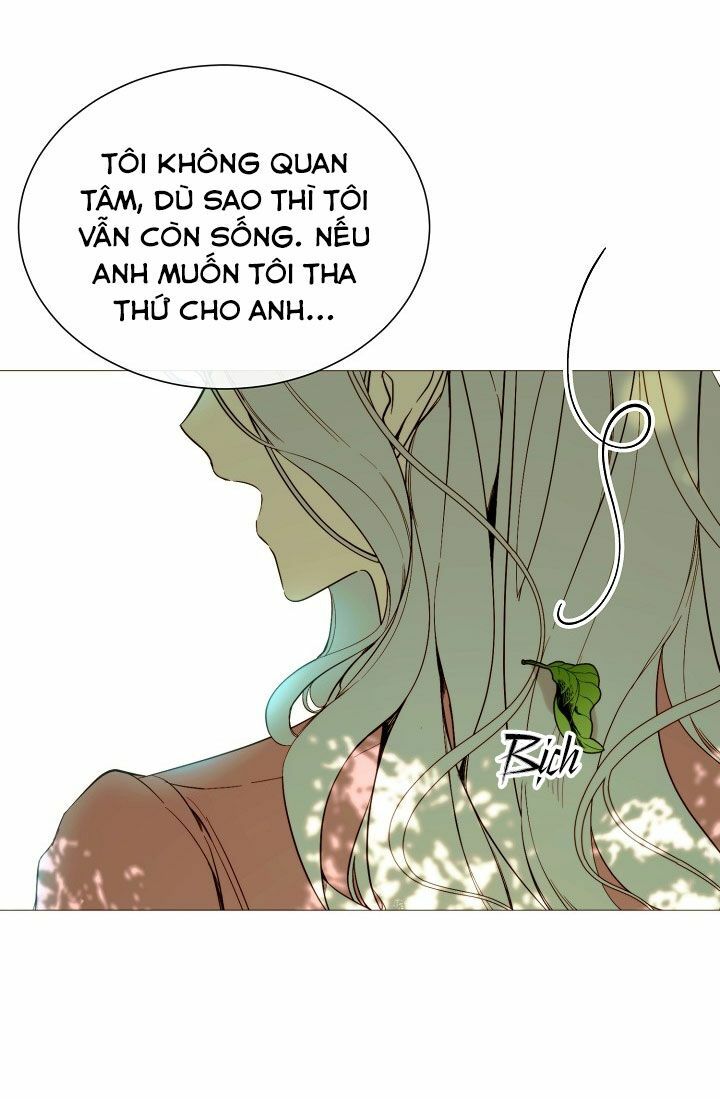 TÔI KHÔNG QUAN
TÂM, DÙ SAO THÌ TÔI
VẪN CÒN SỐNG. NẾU
ANH MUỐN TÔI THA
THỨ CHO ANH...
Bịch